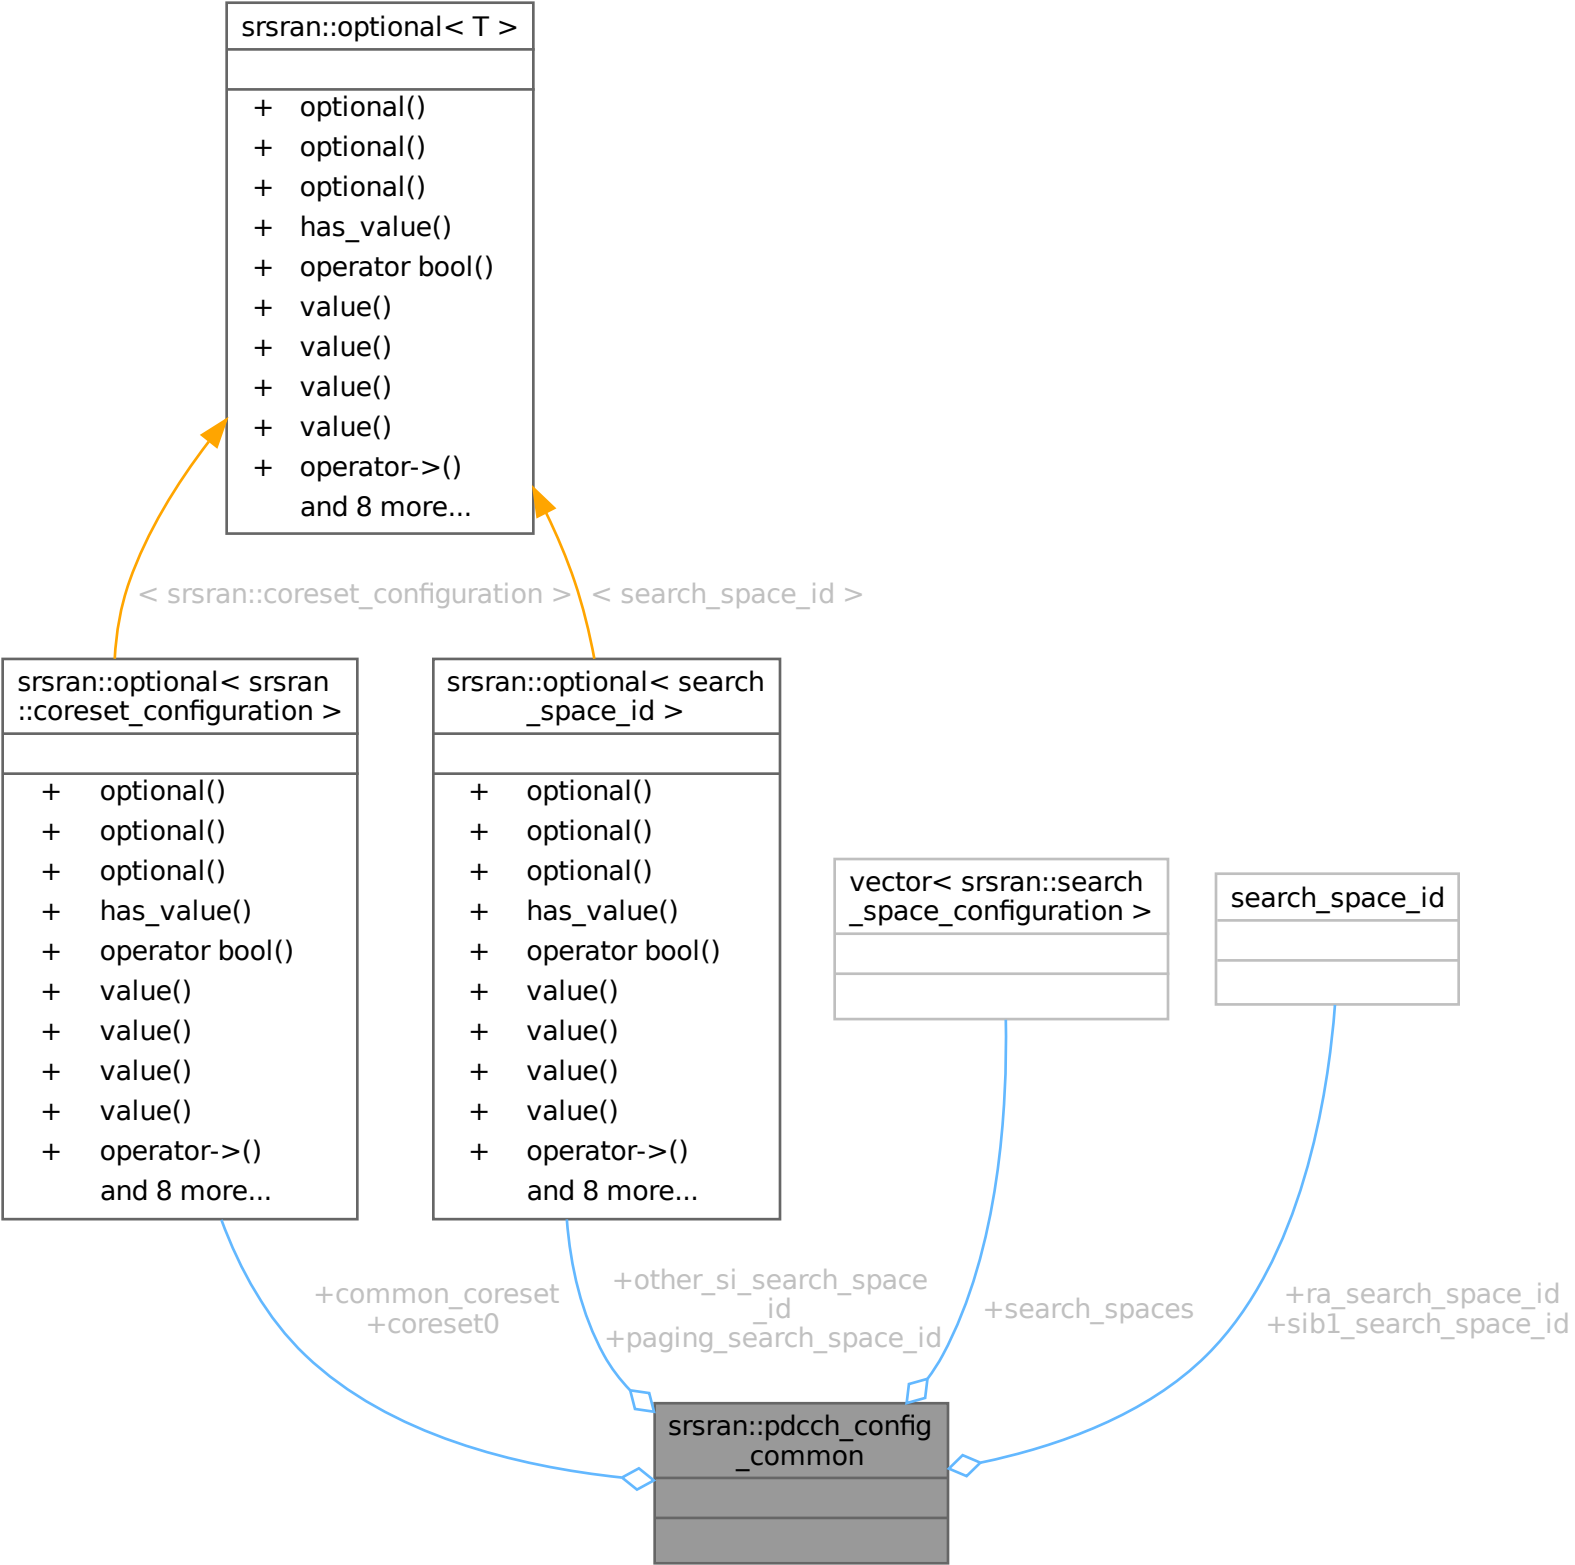 srsran::optional< T >
+ optional()
+ optional()
+ optional()
+ has_value()
+ operator bool()
+ value()
+ value()
+ value()
+ value()
+ operator->()
and 8 more...
< srsran::coreset_configuration >
< search_space_id >
srsran::optional< srsran
::coreset_configuration >
+ optional()
+ optional()
+ optional()
+ has_value()
+ operator bool()
+ value()
+ value()
+ value()
+ value()
+ operator->()
and 8 more...
srsran::optional< search
_space_id >
+ optional()
+ optional()
+ optional()
+ has_value()
+ operator bool()
+ value()
+ value()
+ value()
+ value()
+ operator->()
and 8 more...
vector< srsran::search
_space_configuration >
search_space_id
+common_coreset
+coreset0
+other_si_search_space
_id
+paging_search_space_id
+search_spaces
+ra_search_space_id
+sib1_search_space_id
srsran::pdcch_config
_common